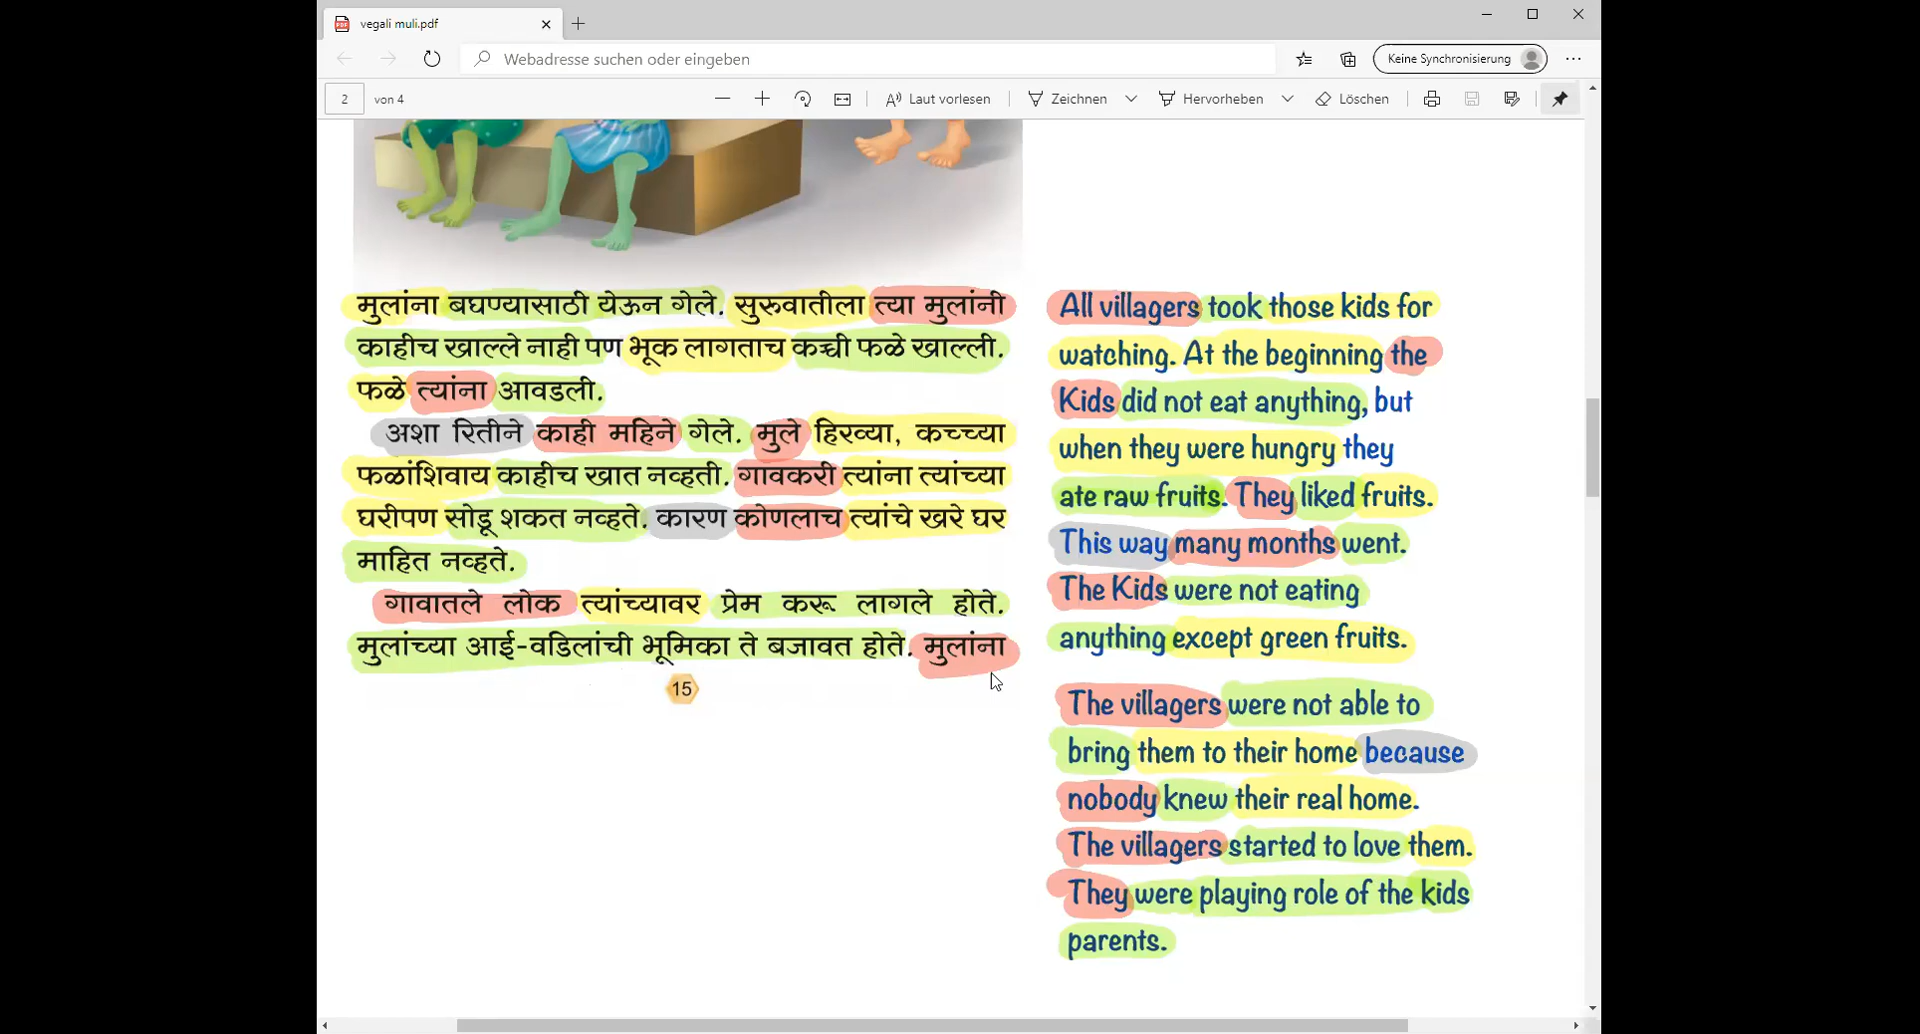 vegali muli.pdf
Webadresse suchen oder eingeben
Keine Synchronisierung
2 von 4
Laut vorlesen
Zeichnen
Hervorheben
Löschen
मुलांना बघण्यासाठी येऊन गेले. सुरुवातीला त्या मुलांनी
काहीच खाल्ले नाही पण भूक लागताच कच्ची फळे खाल्ली.
फळे त्यांना आवडली.
अशा रितीने काही महिने गेले. मुले हिरव्या, कच्च्या
फळांशिवाय काहीच खात नव्हती. गावकरी त्यांना त्यांच्या
घरीपण सोडू शकत नव्हते. कारण कोणलाच त्यांचे खरे घर
माहित नव्हते.
गावातले लोक त्यांच्यावर प्रेम करू लागले होते.
मुलांच्या आई-वडिलांची भूमिका ते बजावत होते. मुलांना
15
All villagers took those kids for
watching. At the beginning the
Kids did not eat anything, but
when they were hungry they
ate raw fruits. They liked fruits.
This way many months went.
The Kids were not eating
anything except green fruits.
The villagers were not able to
bring them to their home because
nobody knew their real home.
The villagers started to love them.
They were playing role of the kids
parents.